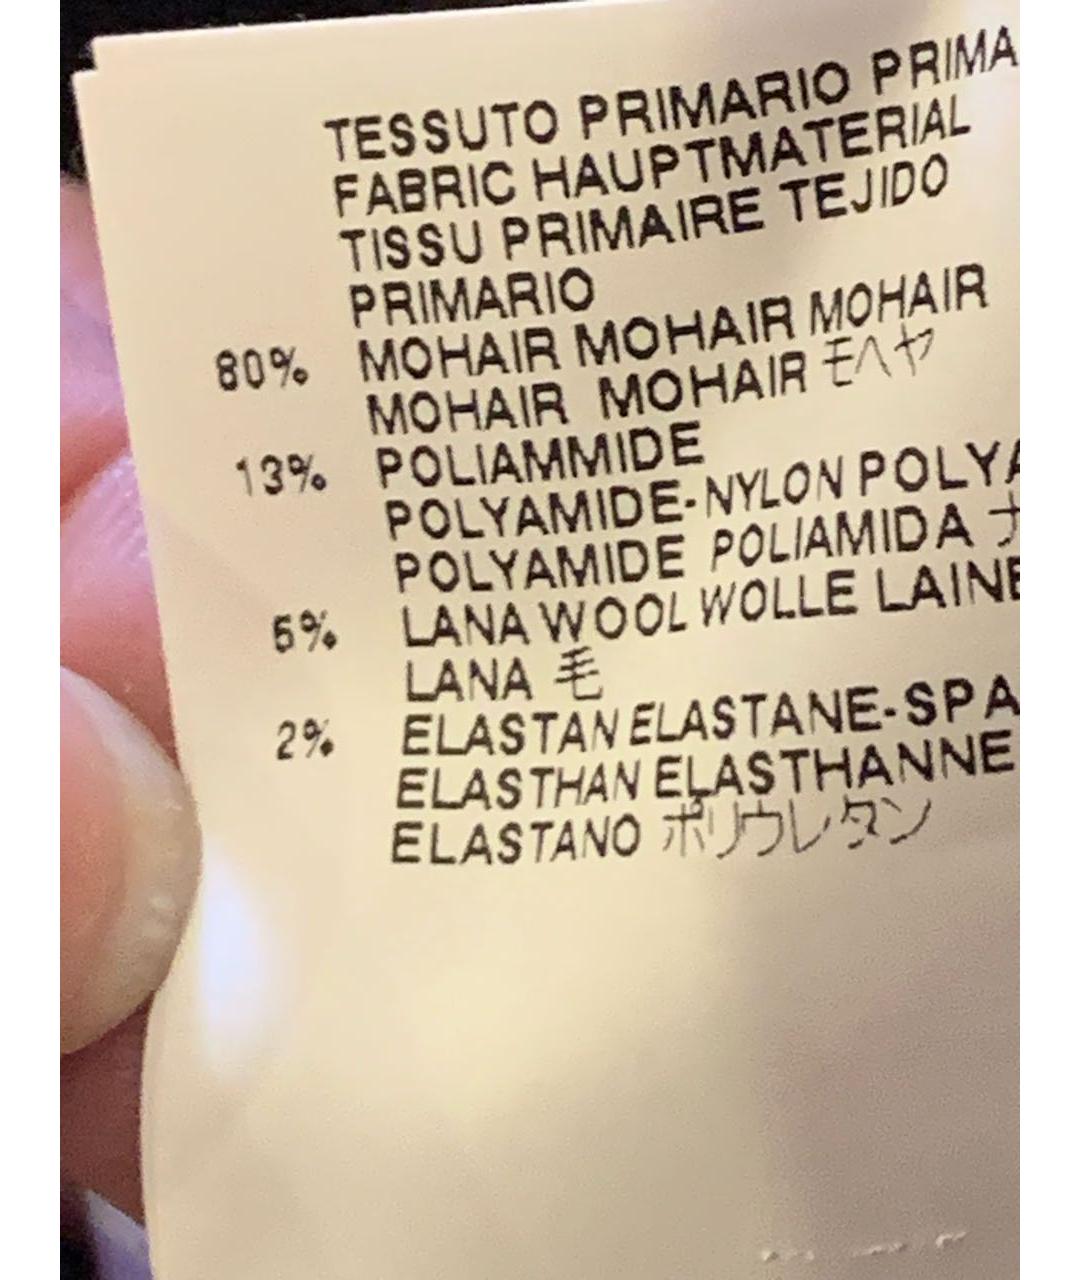 TESSUTO PRIMARIO PRIMA
FABRIC HAUPTMATERIAL
TISSU PRIMAIRE TEJIDO
PRIMARIO
80% MOHAIR MOHAIR MOHAIR
MOHAIR MOHAIR モヘヤ
13% POLIAMMIDE
POLYAMIDE-NYLON POLYA
POLYAMIDE POLIAMIDA ナ
5% LANA WOOL WOLLE LAINE
LANA 毛
2% ELASTAN ELASTANE-SPA
ELASTHAN ELASTHANNE
ELASTANO ポリウレタン